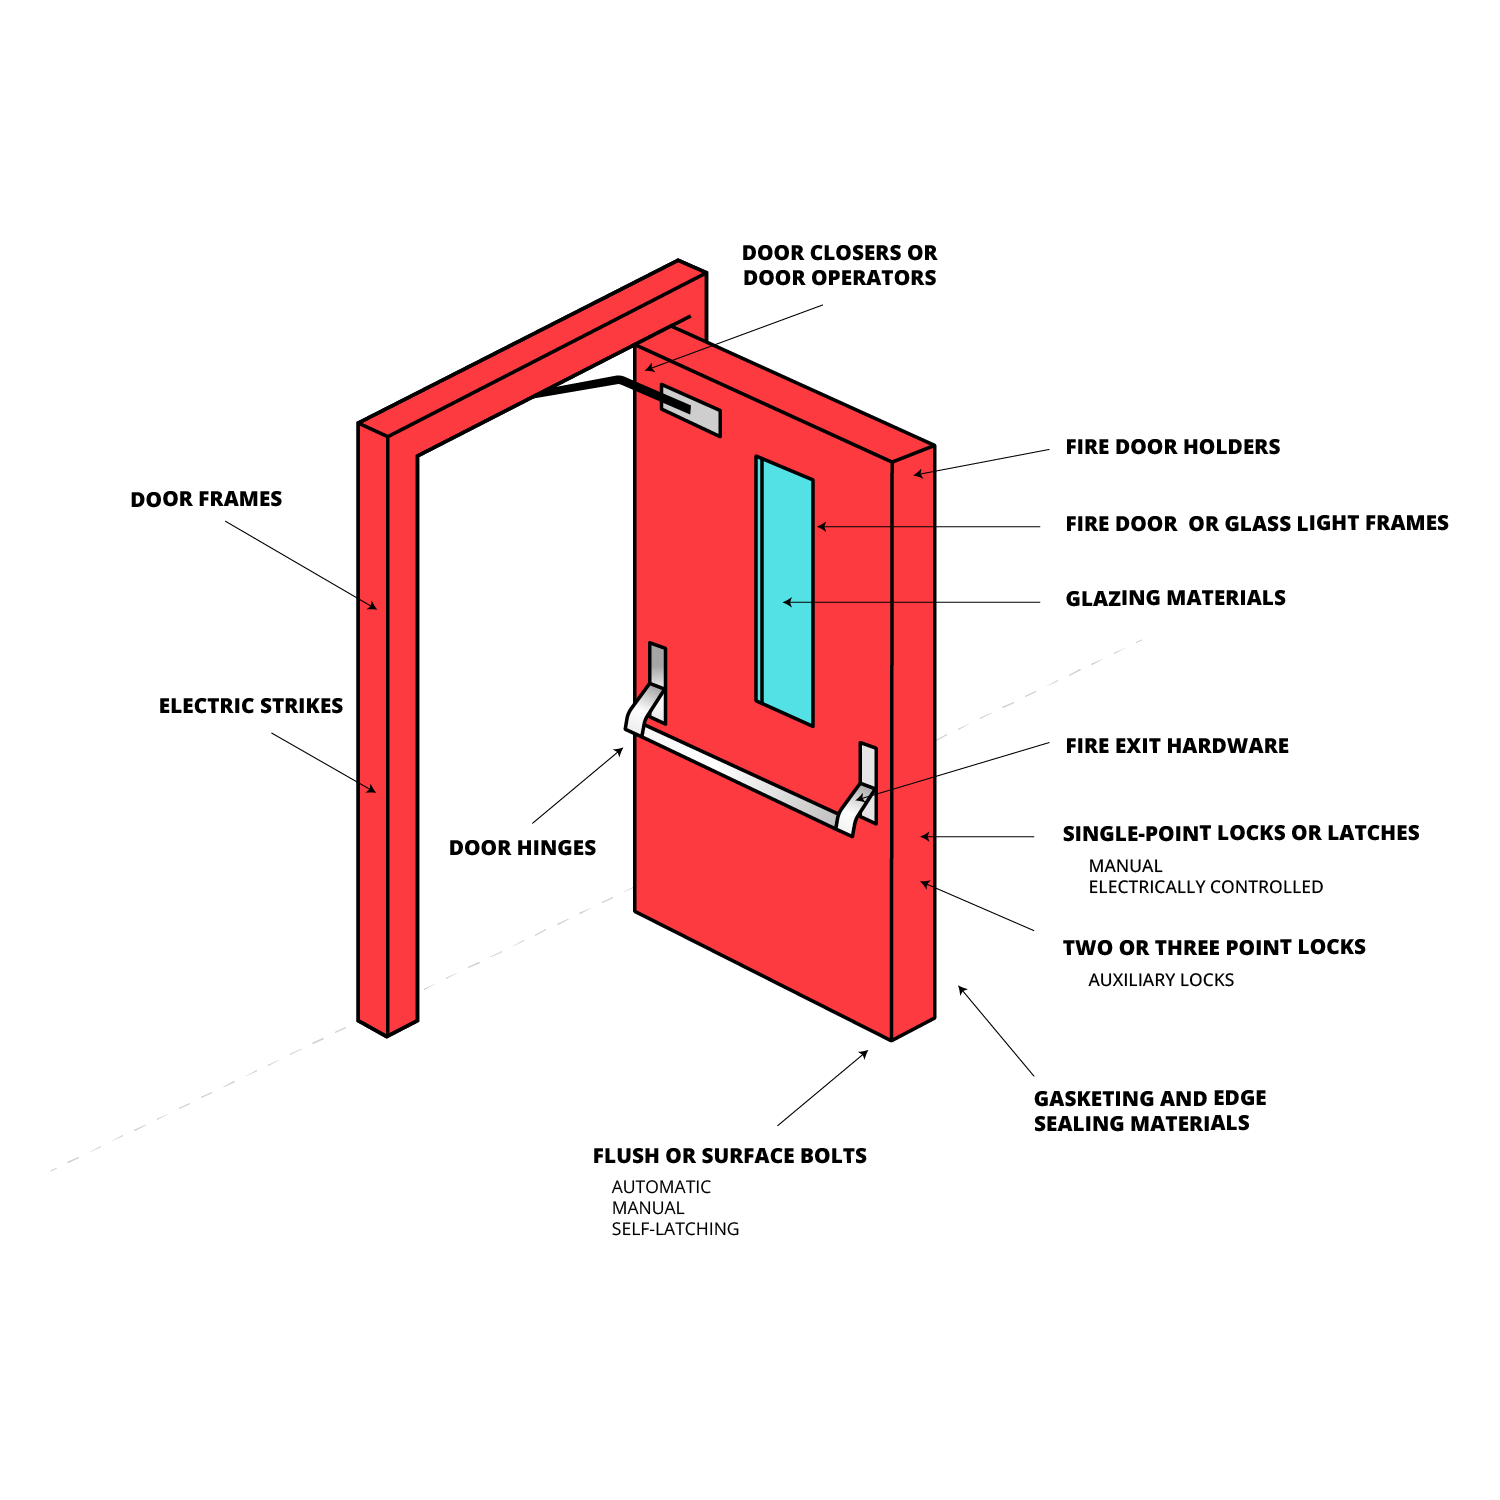 DOOR CLOSERS OR
DOOR OPERATORS
FIRE DOOR HOLDERS
DOOR FRAMES
FIRE DOOR  OR GLASS LIGHT FRAMES
GLAZING MATERIALS
ELECTRIC STRIKES
FIRE EXIT HARDWARE
DOOR HINGES
SINGLE-POINT LOCKS OR LATCHES
MANUAL
ELECTRICALLY CONTROLLED
TWO OR THREE POINT LOCKS
AUXILIARY LOCKS
GASKETING AND EDGE
SEALING MATERIALS
FLUSH OR SURFACE BOLTS
AUTOMATIC
MANUAL
SELF-LATCHING